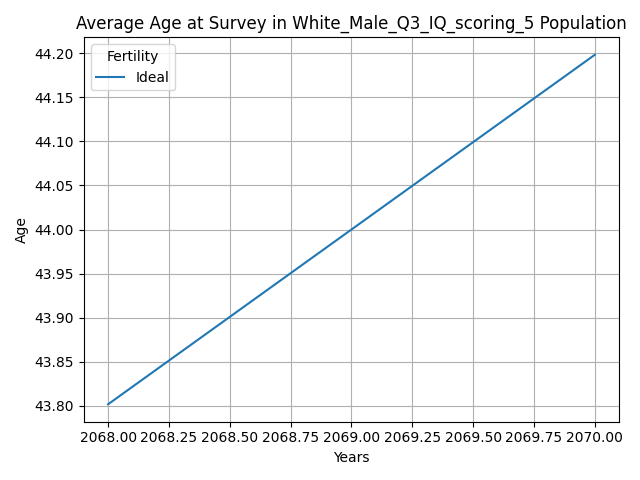 Average Age at Survey in White_Male_Q3_IQ_scoring_5 Population
Fertility
Ideal
44.20
44.15
44.10
44.05
44.00
43.95
43.90
43.85
43.80
Age
2068.00 2068.25 2068.50 2068.75 2069.00 2069.25 2069.50 2069.75 2070.00
Years